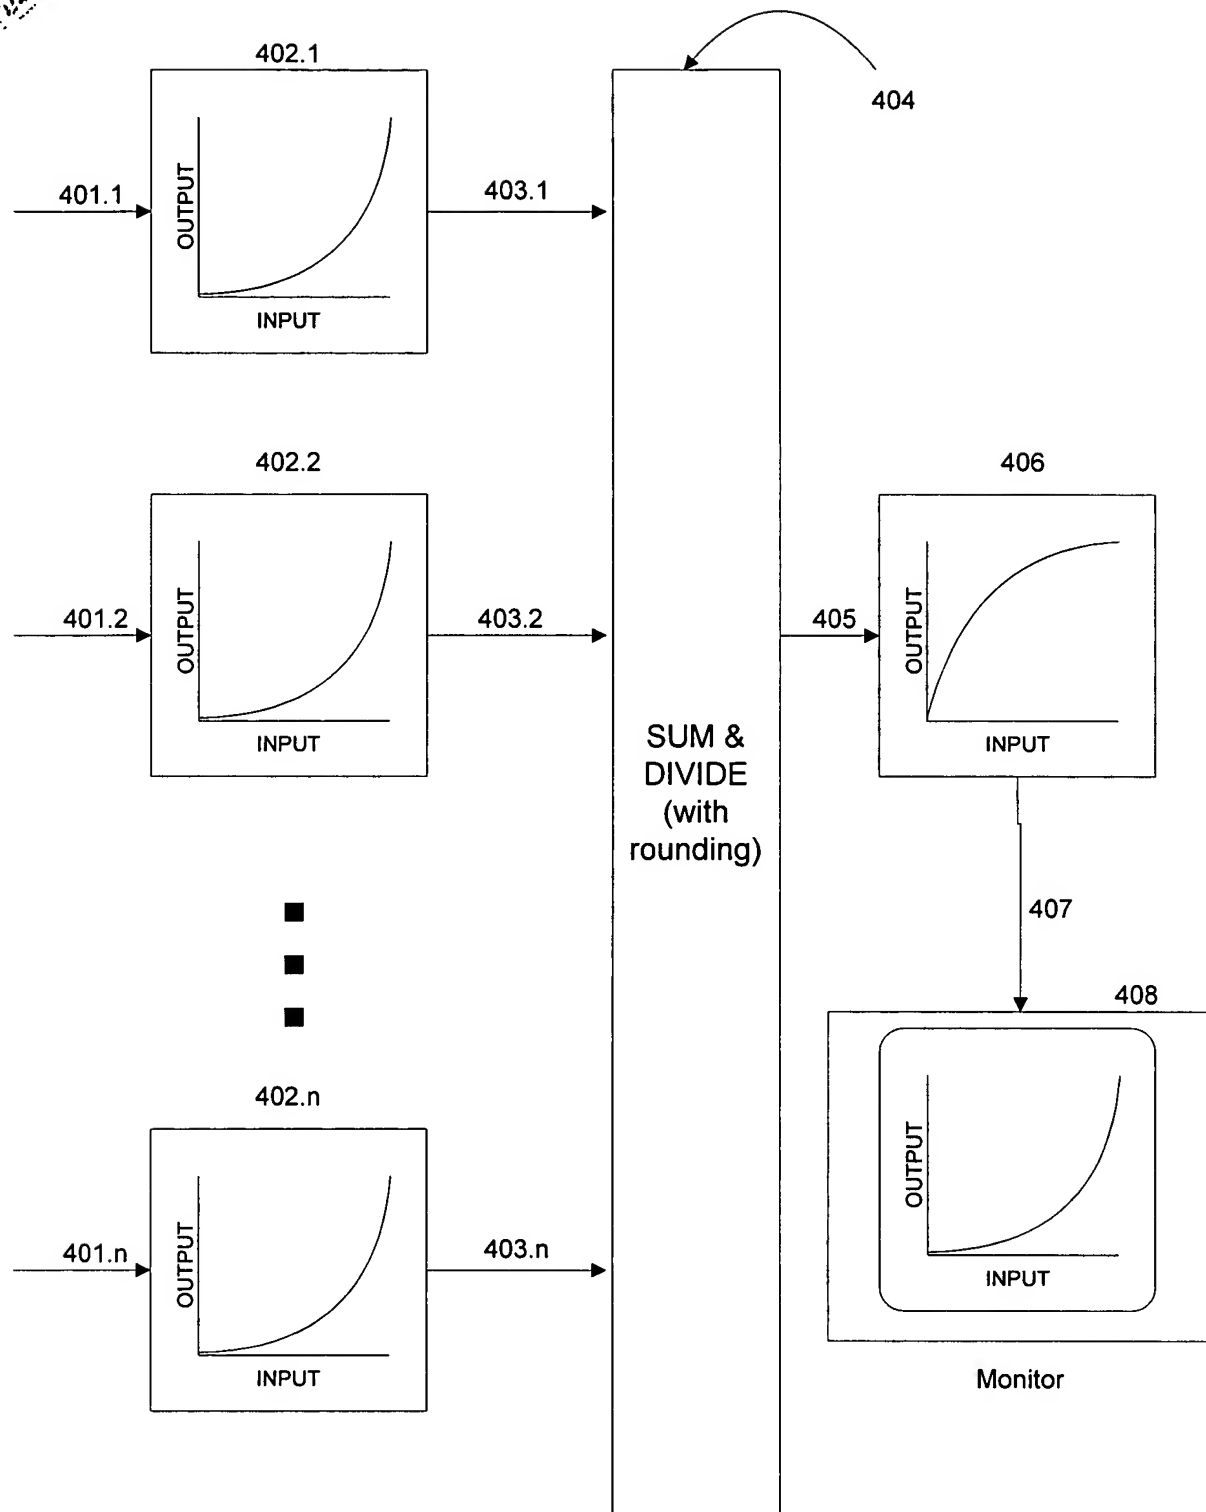 402.1
404
401.1
403.1
OUTPUT
INPUT
402.2
406
401.2
403.2
405
OUTPUT
INPUT
OUTPUT
INPUT
SUM &
DIVIDE
(with
rounding)
407
408
402.n
401.n
403.n
OUTPUT
INPUT
OUTPUT
INPUT
Monitor